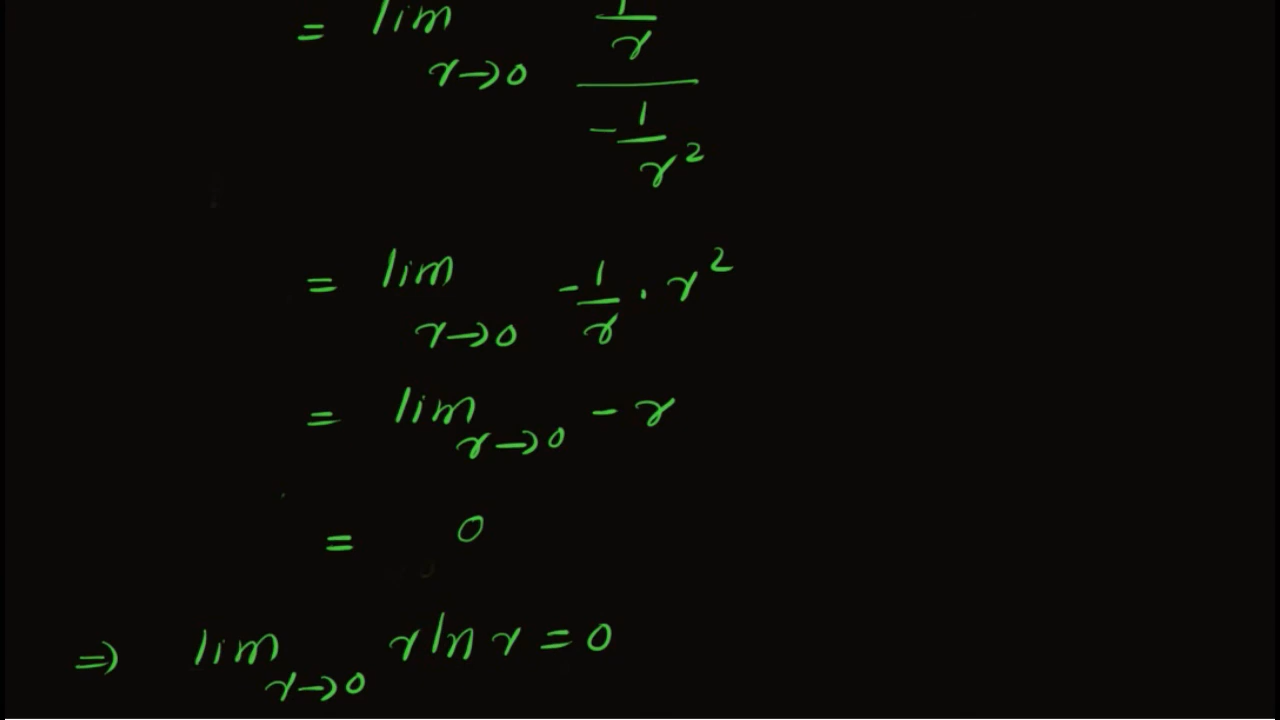 = lim r→0 (1/r)/(-1/r²)
= lim r→0 -1/r · r²
= lim r→0 - r
= 0
⇒ lim r→0 r ln r = 0